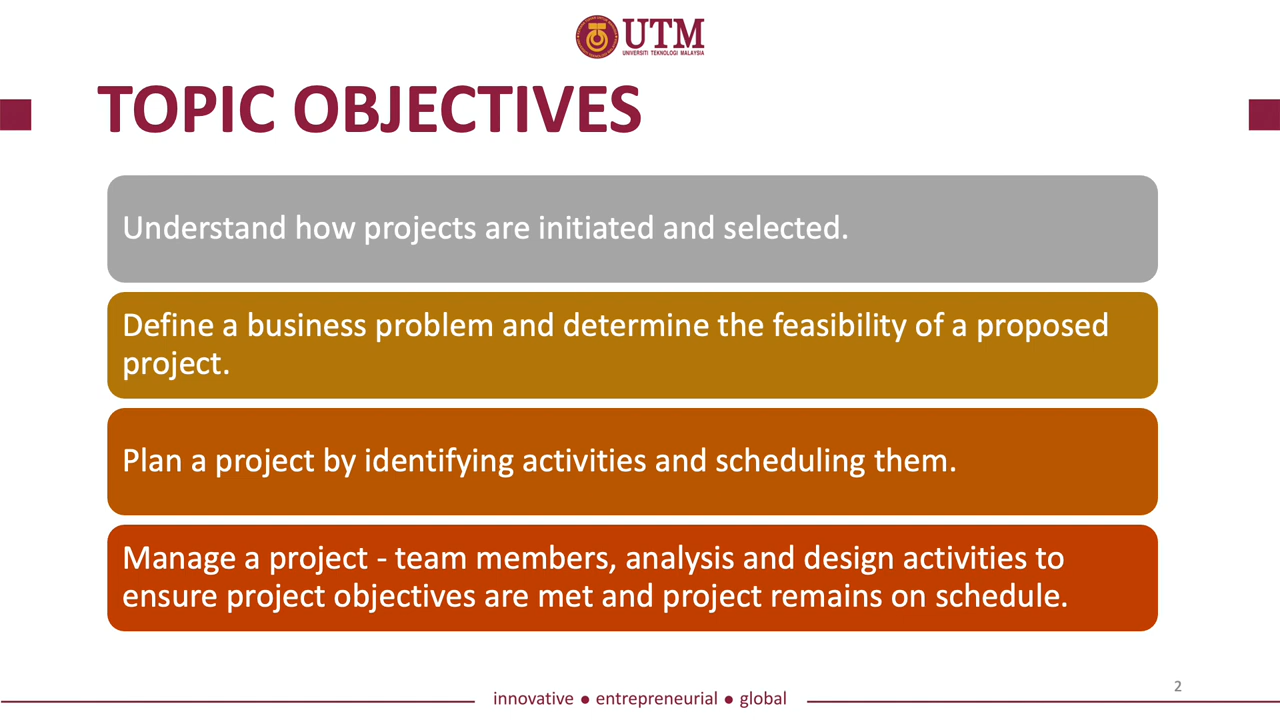 UTM
UNIVERSITI TEKNOLOGI MALAYSIA
TOPIC OBJECTIVES
Understand how projects are initiated and selected.
Define a business problem and determine the feasibility of a proposed
project.
Plan a project by identifying activities and scheduling them.
Manage a project - team members, analysis and design activities to
ensure project objectives are met and project remains on schedule.
2
innovative ● entrepreneurial ● global